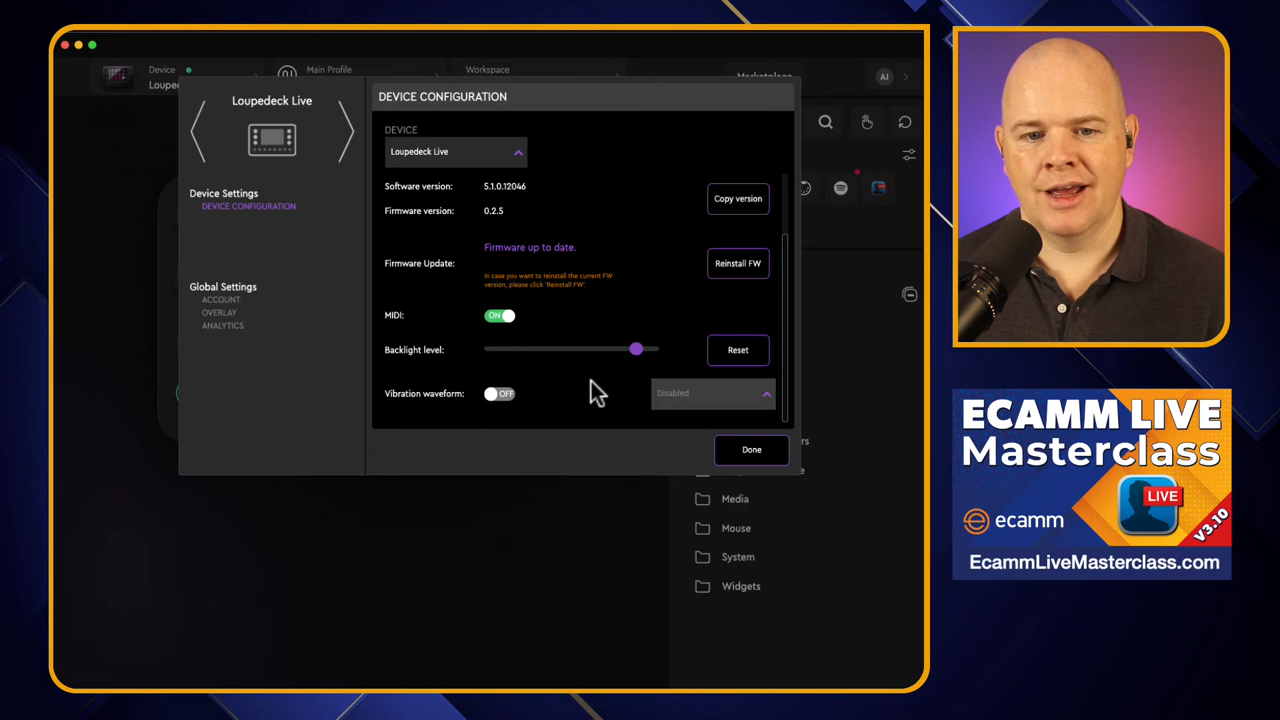 Device
Loupe
Main Profile
Workspace
Marketplace
AJ
Loupedeck Live
Device Settings
DEVICE CONFIGURATION
Global Settings
ACCOUNT
OVERLAY
ANALYTICS
DEVICE CONFIGURATION
DEVICE
Loupedeck Live
Software version: 5.1.0.12046
Copy version
Firmware version: 0.2.5
Firmware up to date.
Firmware Update:
Reinstall FW
In case you want to reinstall the current FW
version, please click 'Reinstall FW'.
MIDI: ON
Backlight level: Reset
Vibration waveform: OFF Disabled
Done
Media
Mouse
System
Widgets
ECAMM LIVE
Masterclass
ecamm
LIVE
V3.10
EcammLiveMasterclass.com